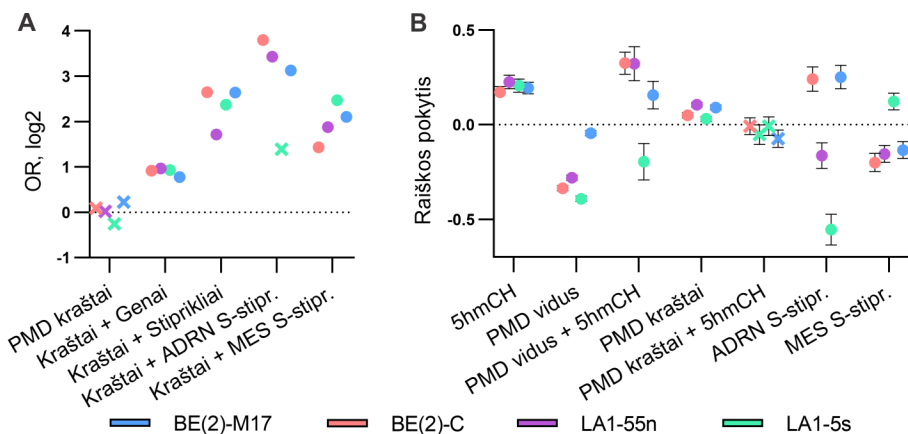 A
OR, log2
4
3
2
1
0
-1
PMD kraštai
Kraštai + Genai
Kraštai + Stiprikliai
Kraštai + ADRN S-stipr.
Kraštai + MES S-stipr.
B
Raiškos pokytis
0.5
0.0
-0.5
5hmCH
PMD vidus
PMD vidus + 5hmCH
PMD kraštai
PMD kraštai + 5hmCH
ADRN S-stipr.
MES S-stipr.
BE(2)-M17
BE(2)-C
LA1-55n
LA1-5s